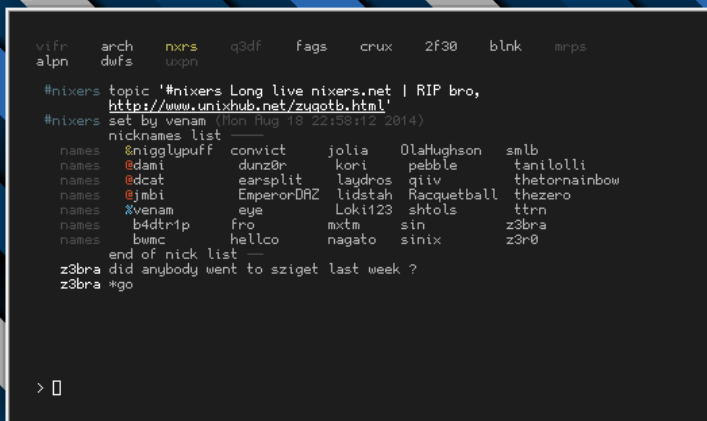 vifr arch nxrs q3df fags crux 2f30 blnk mrps
alpn dwfs uxpn
#nixers topic '#nixers Long live nixers.net | RIP bro,
http://www.unixhub.net/zygotb.html'
#nixers set by venam (Mon Aug 18 22:58:12 2014)
nicknames list ────
names &nigglypuff convict jolia OlaHughson smlb
names @dami dunz0r kori pebble tanilolli
names @dcat earsplit laydros qiiv thetornainbow
names @jmbi EmperorDAZ lidstah Racquetball thezero
names %venam eye Loki123 shtols ttrn
names b4dtr1p fro mxtm sin z3bra
names bwmc hellco nagato sinix z3r0
end of nick list ──
z3bra did anybody went to sziget last week ?
z3bra *go
>